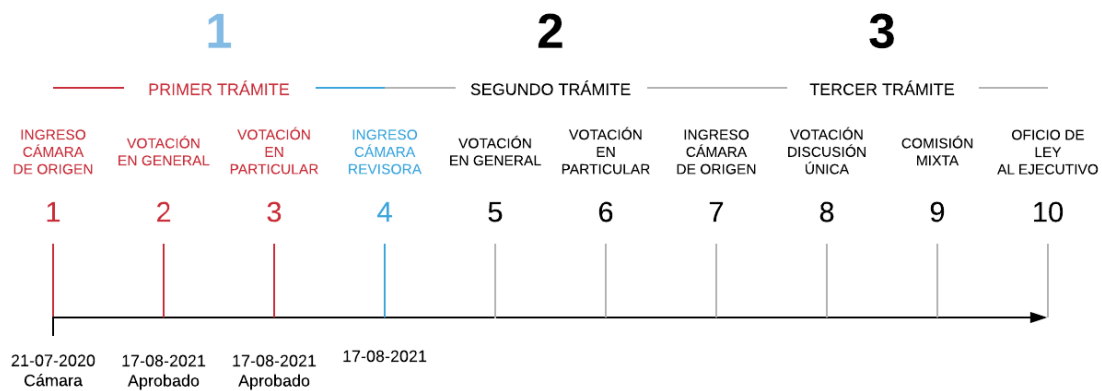 1
2
3
PRIMER TRÁMITE
SEGUNDO TRÁMITE
TERCER TRÁMITE
INGRESO
CÁMARA
DE ORIGEN
VOTACIÓN
EN GENERAL
VOTACIÓN
EN
PARTICULAR
INGRESO
CÁMARA
REVISORA
VOTACIÓN
EN GENERAL
VOTACIÓN
EN
PARTICULAR
INGRESO
CÁMARA
DE ORIGEN
VOTACIÓN
DISCUSIÓN
ÚNICA
COMISIÓN
MIXTA
OFICIO DE
LEY
AL EJECUTIVO
1
2
3
4
5
6
7
8
9
10
21-07-2020
Cámara
17-08-2021
Aprobado
17-08-2021
Aprobado
17-08-2021